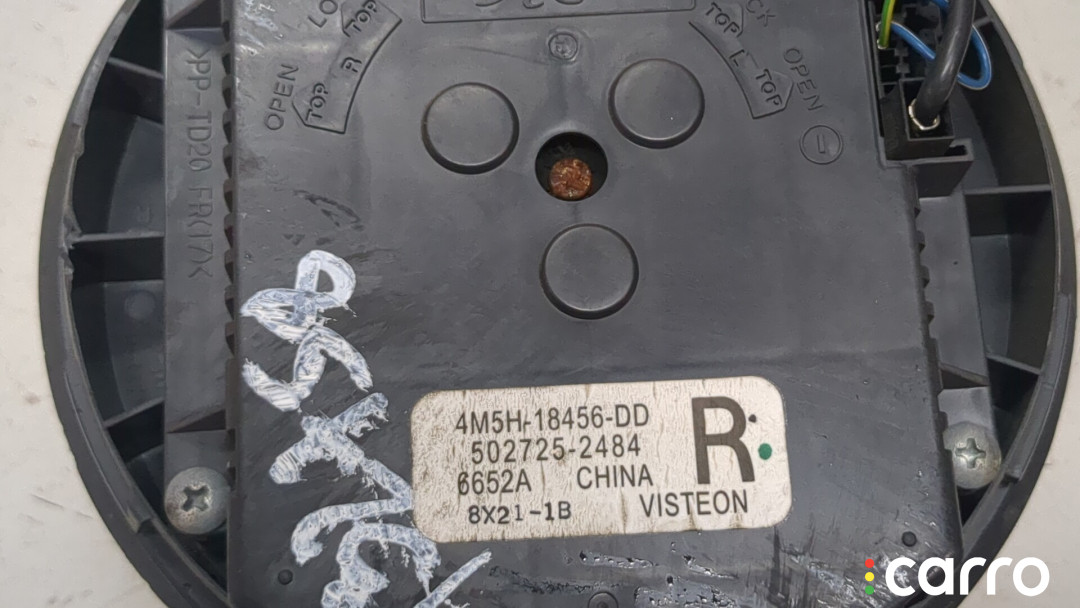 OPEN
TOP
R
TOP
TOP
L
TOP
OPEN
>PP-TD20 FR(17)<
4M5H-18456-DD
502725-2484
6652A CHINA
8X21-1B VISTEON
R
carro